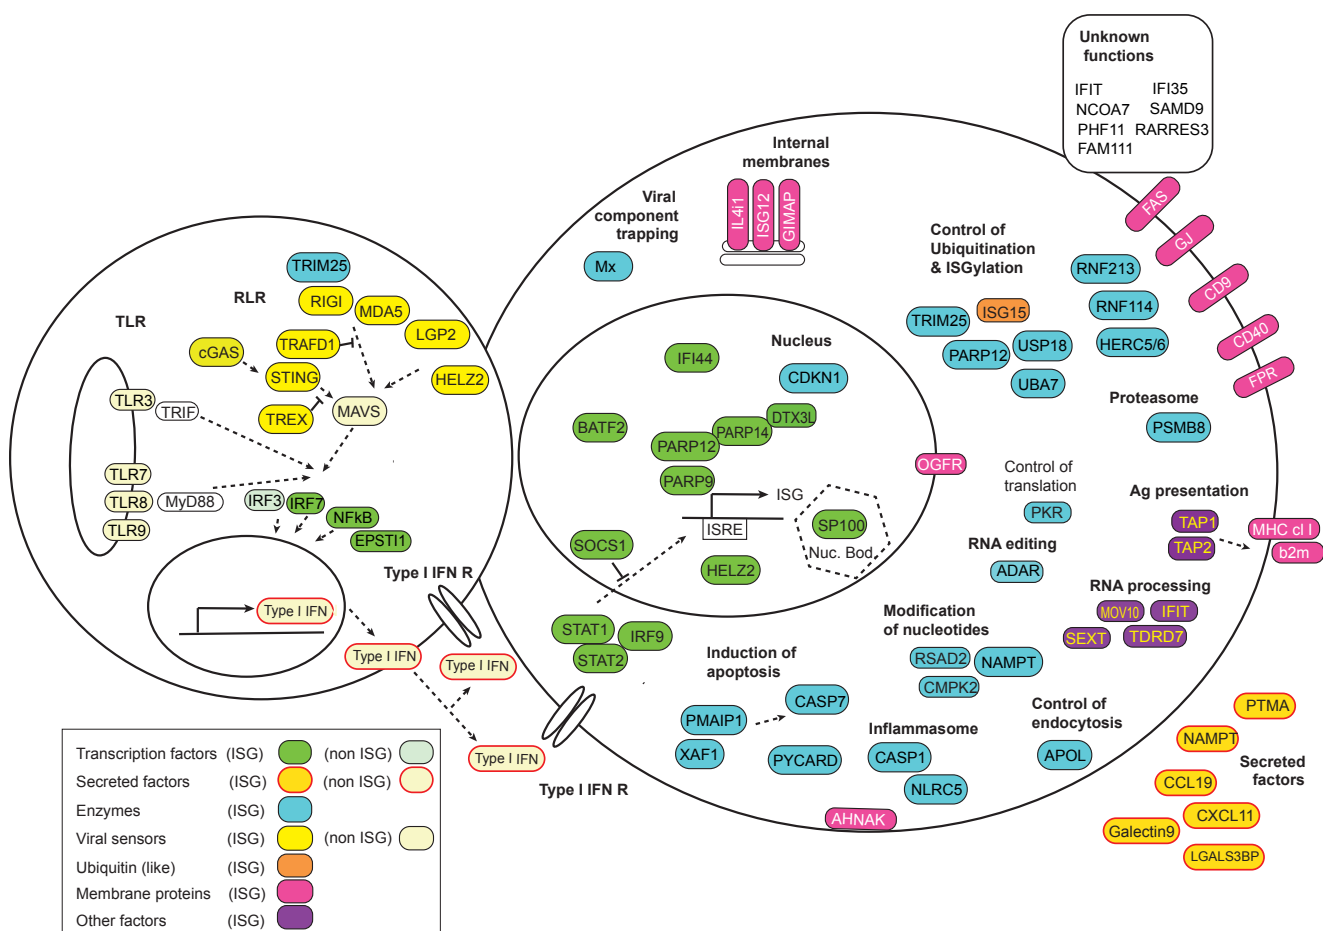 Unknown
functions
IFIT IFI35
NCOA7 SAMD9
PHF11 RARRES3
FAM111
Internal
membranes
IL4i1
ISG12
GIMAP
Viral
component
trapping
Mx
FAS
GJ
CD9
CD40
FPR
Control of
Ubiquitination
& ISGylation
RNF213
RNF114
HERC5/6
TRIM25
ISG15
PARP12
USP18
UBA7
Proteasome
PSMB8
TRIM25
RLR
RIGI
MDA5
LGP2
TLR
TRAFD1
cGAS
STING
HELZ2
TREX
MAVS
TLR3
TRIF
TLR7
TLR8
MyD88
TLR9
IRF3
IRF7
NFkB
EPSTI1
Type I IFN
Type I IFN R
Type I IFN
Type I IFN
Type I IFN
Type I IFN R
IFI44
Nucleus
CDKN1
BATF2
DTX3L
PARP14
PARP12
PARP9
ISG
ISRE
SP100
Nuc. Bod.
SOCS1
HELZ2
OGFR
STAT1
IRF9
STAT2
Control of
translation
PKR
Ag presentation
TAP1
TAP2
MHC cl I
b2m
RNA editing
ADAR
RNA processing
MOV10
IFIT
SEXT
TDRD7
Modification
of nucleotides
RSAD2
NAMPT
CMPK2
Induction of
apoptosis
CASP7
PMAIP1
XAF1
PYCARD
Inflammasome
CASP1
NLRC5
AHNAK
Control of
endocytosis
APOL
PTMA
NAMPT
Secreted
factors
CCL19
CXCL11
Galectin9
LGALS3BP
Transcription factors (ISG) (non ISG)
Secreted factors (ISG) (non ISG)
Enzymes (ISG)
Viral sensors (ISG) (non ISG)
Ubiquitin (like) (ISG)
Membrane proteins (ISG)
Other factors (ISG)